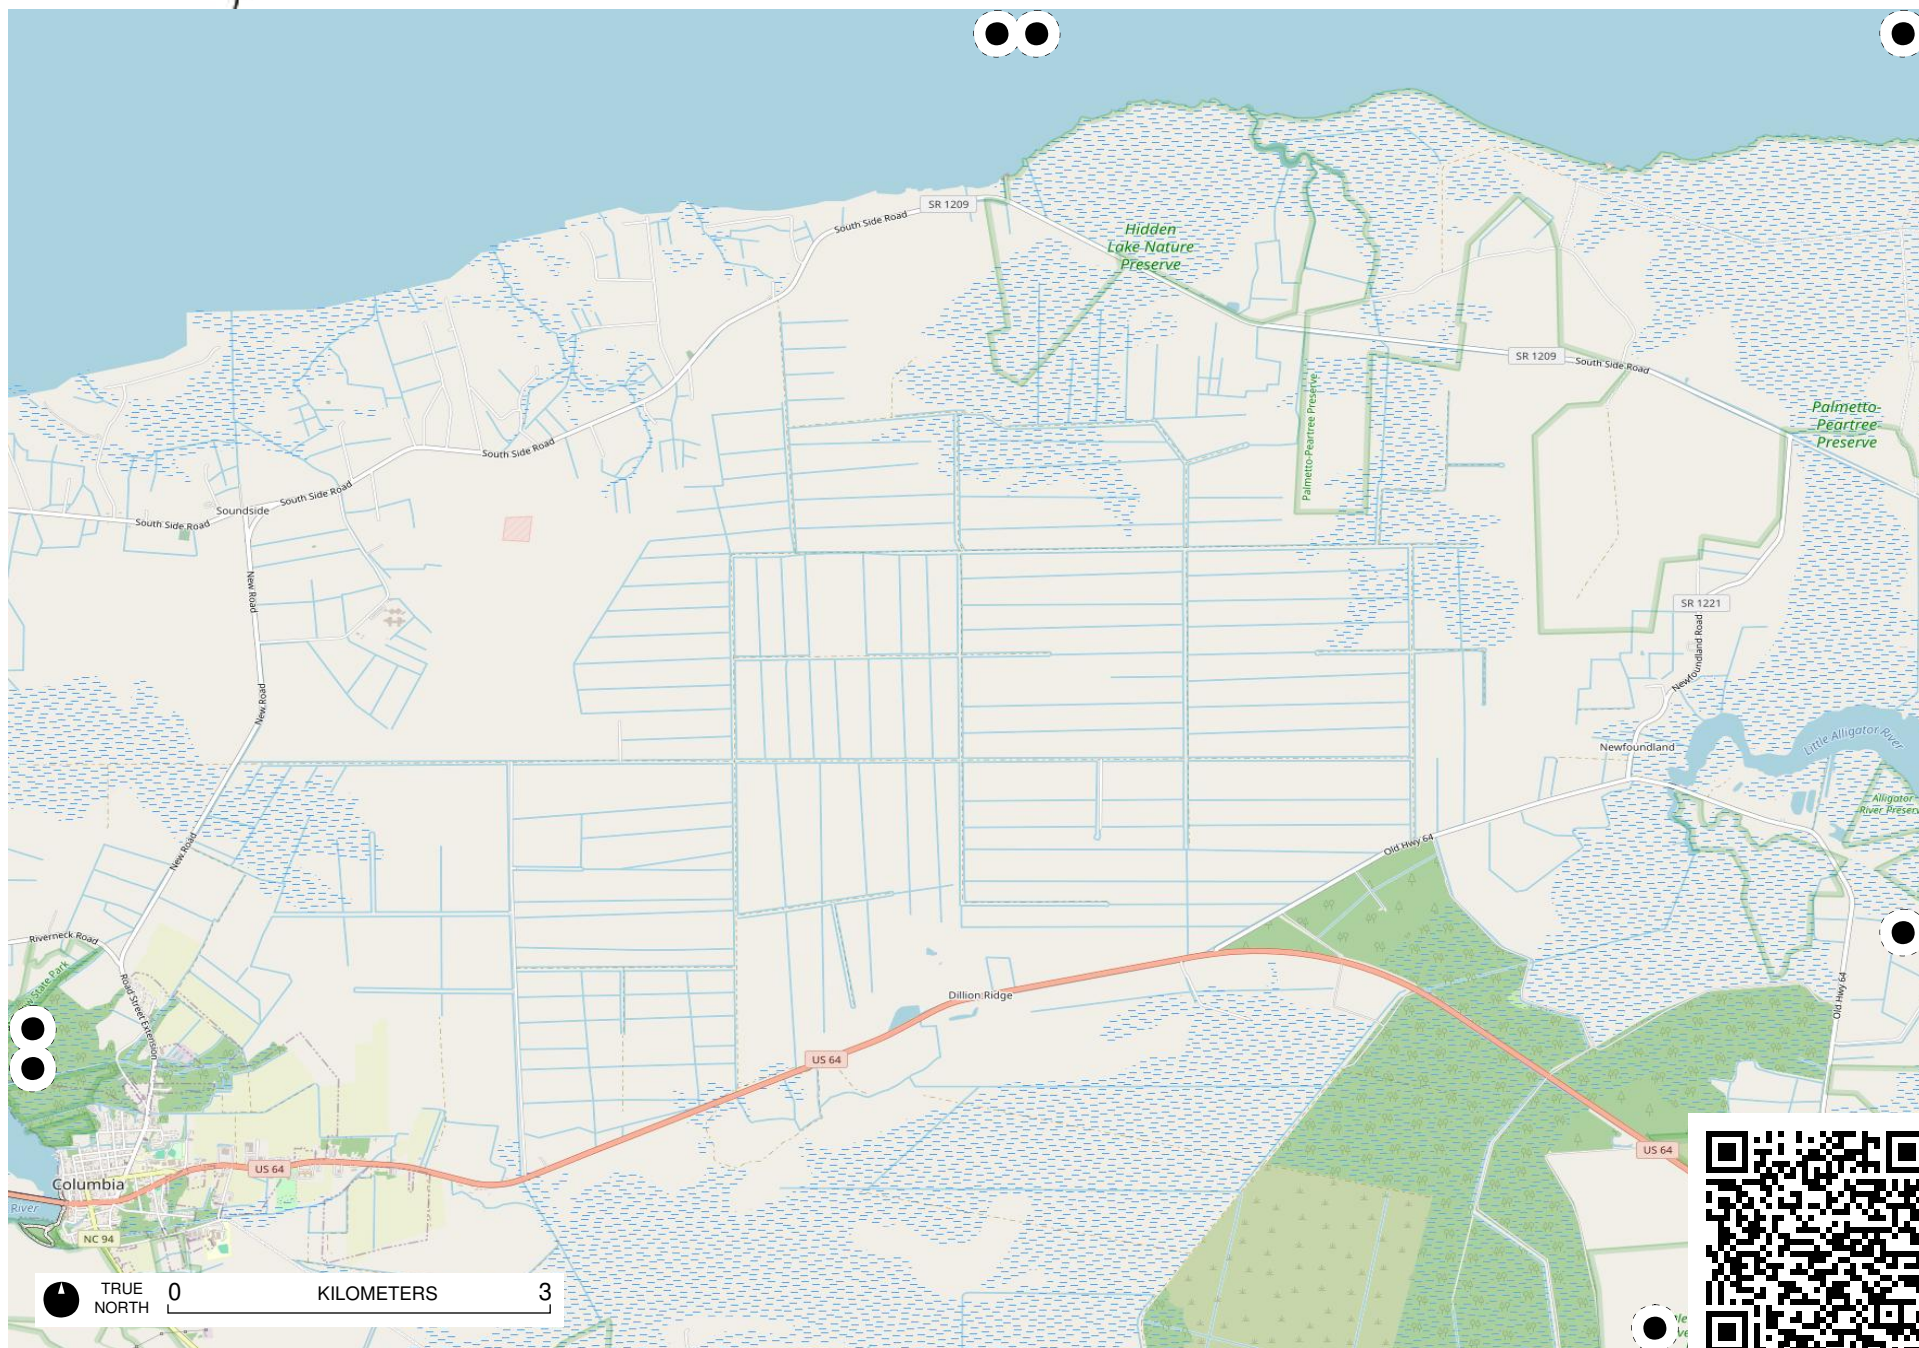 SR 1209
South Side Road
Hidden
Lake Nature
Preserve
SR 1209
South Side Road
Palmetto-Peartree Preserve
Palmetto-
Peartree
Preserve
South Side Road
South Side Road
Soundside
South Side Road
New Road
SR 1221
Newfoundland Road
New Road
Newfoundland
Little Alligator River
Alligator
New Road
Old Hwy 64
Riverneck Road
State Park
Road Street Extension
Dillion Ridge
Old Hwy 64
US 64
US 64
US 64
Columbia
River
NC 94
TRUE
NORTH
0 KILOMETERS 3